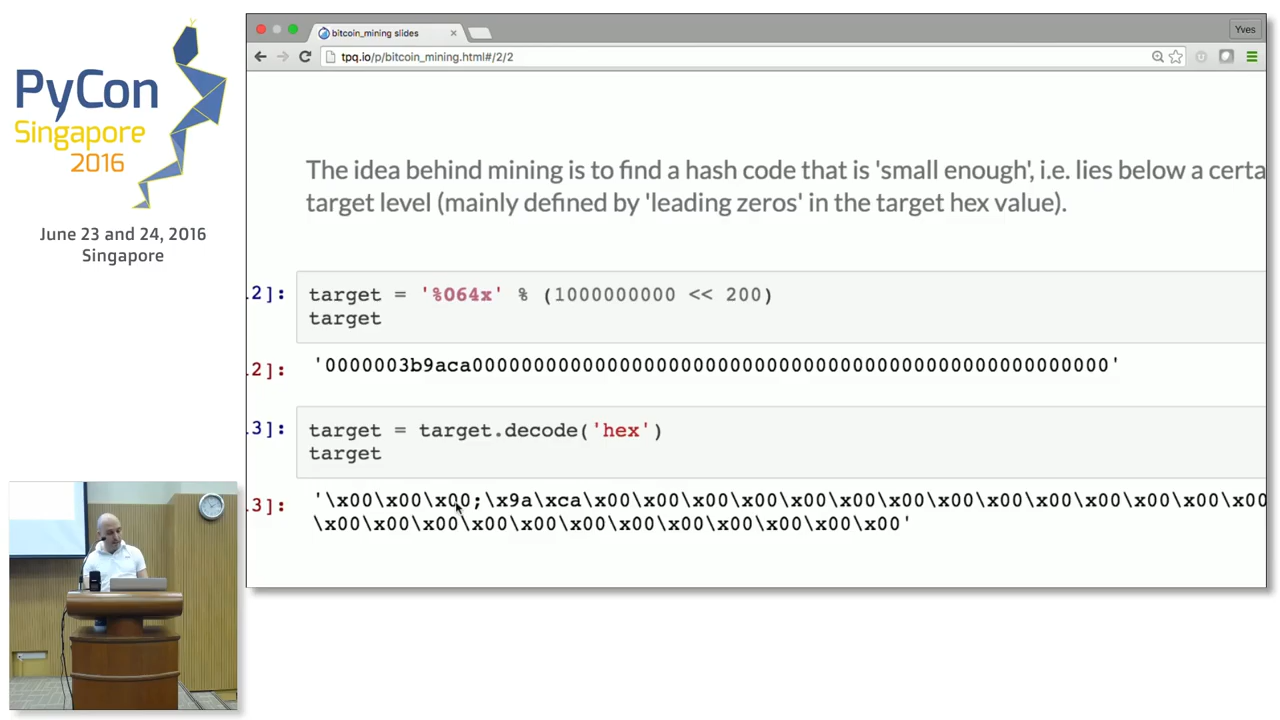 PyCon
Singapore
2016
June 23 and 24, 2016
Singapore
bitcoin_mining slides
Yves
tpq.io/p/bitcoin_mining.html#/2/2
The idea behind mining is to find a hash code that is 'small enough', i.e. lies below a certa
target level (mainly defined by 'leading zeros' in the target hex value).
2]: target = '%064x' % (1000000000 << 200)
target
2]: '0000003b9aca0000000000000000000000000000000000000000000000000000'
3]: target = target.decode('hex')
target
3]: '\x00\x00\x00;\x9a\xca\x00\x00\x00\x00\x00\x00\x00\x00\x00\x00\x00\x00\x00\x00
\x00\x00\x00\x00\x00\x00\x00\x00\x00\x00\x00\x00'